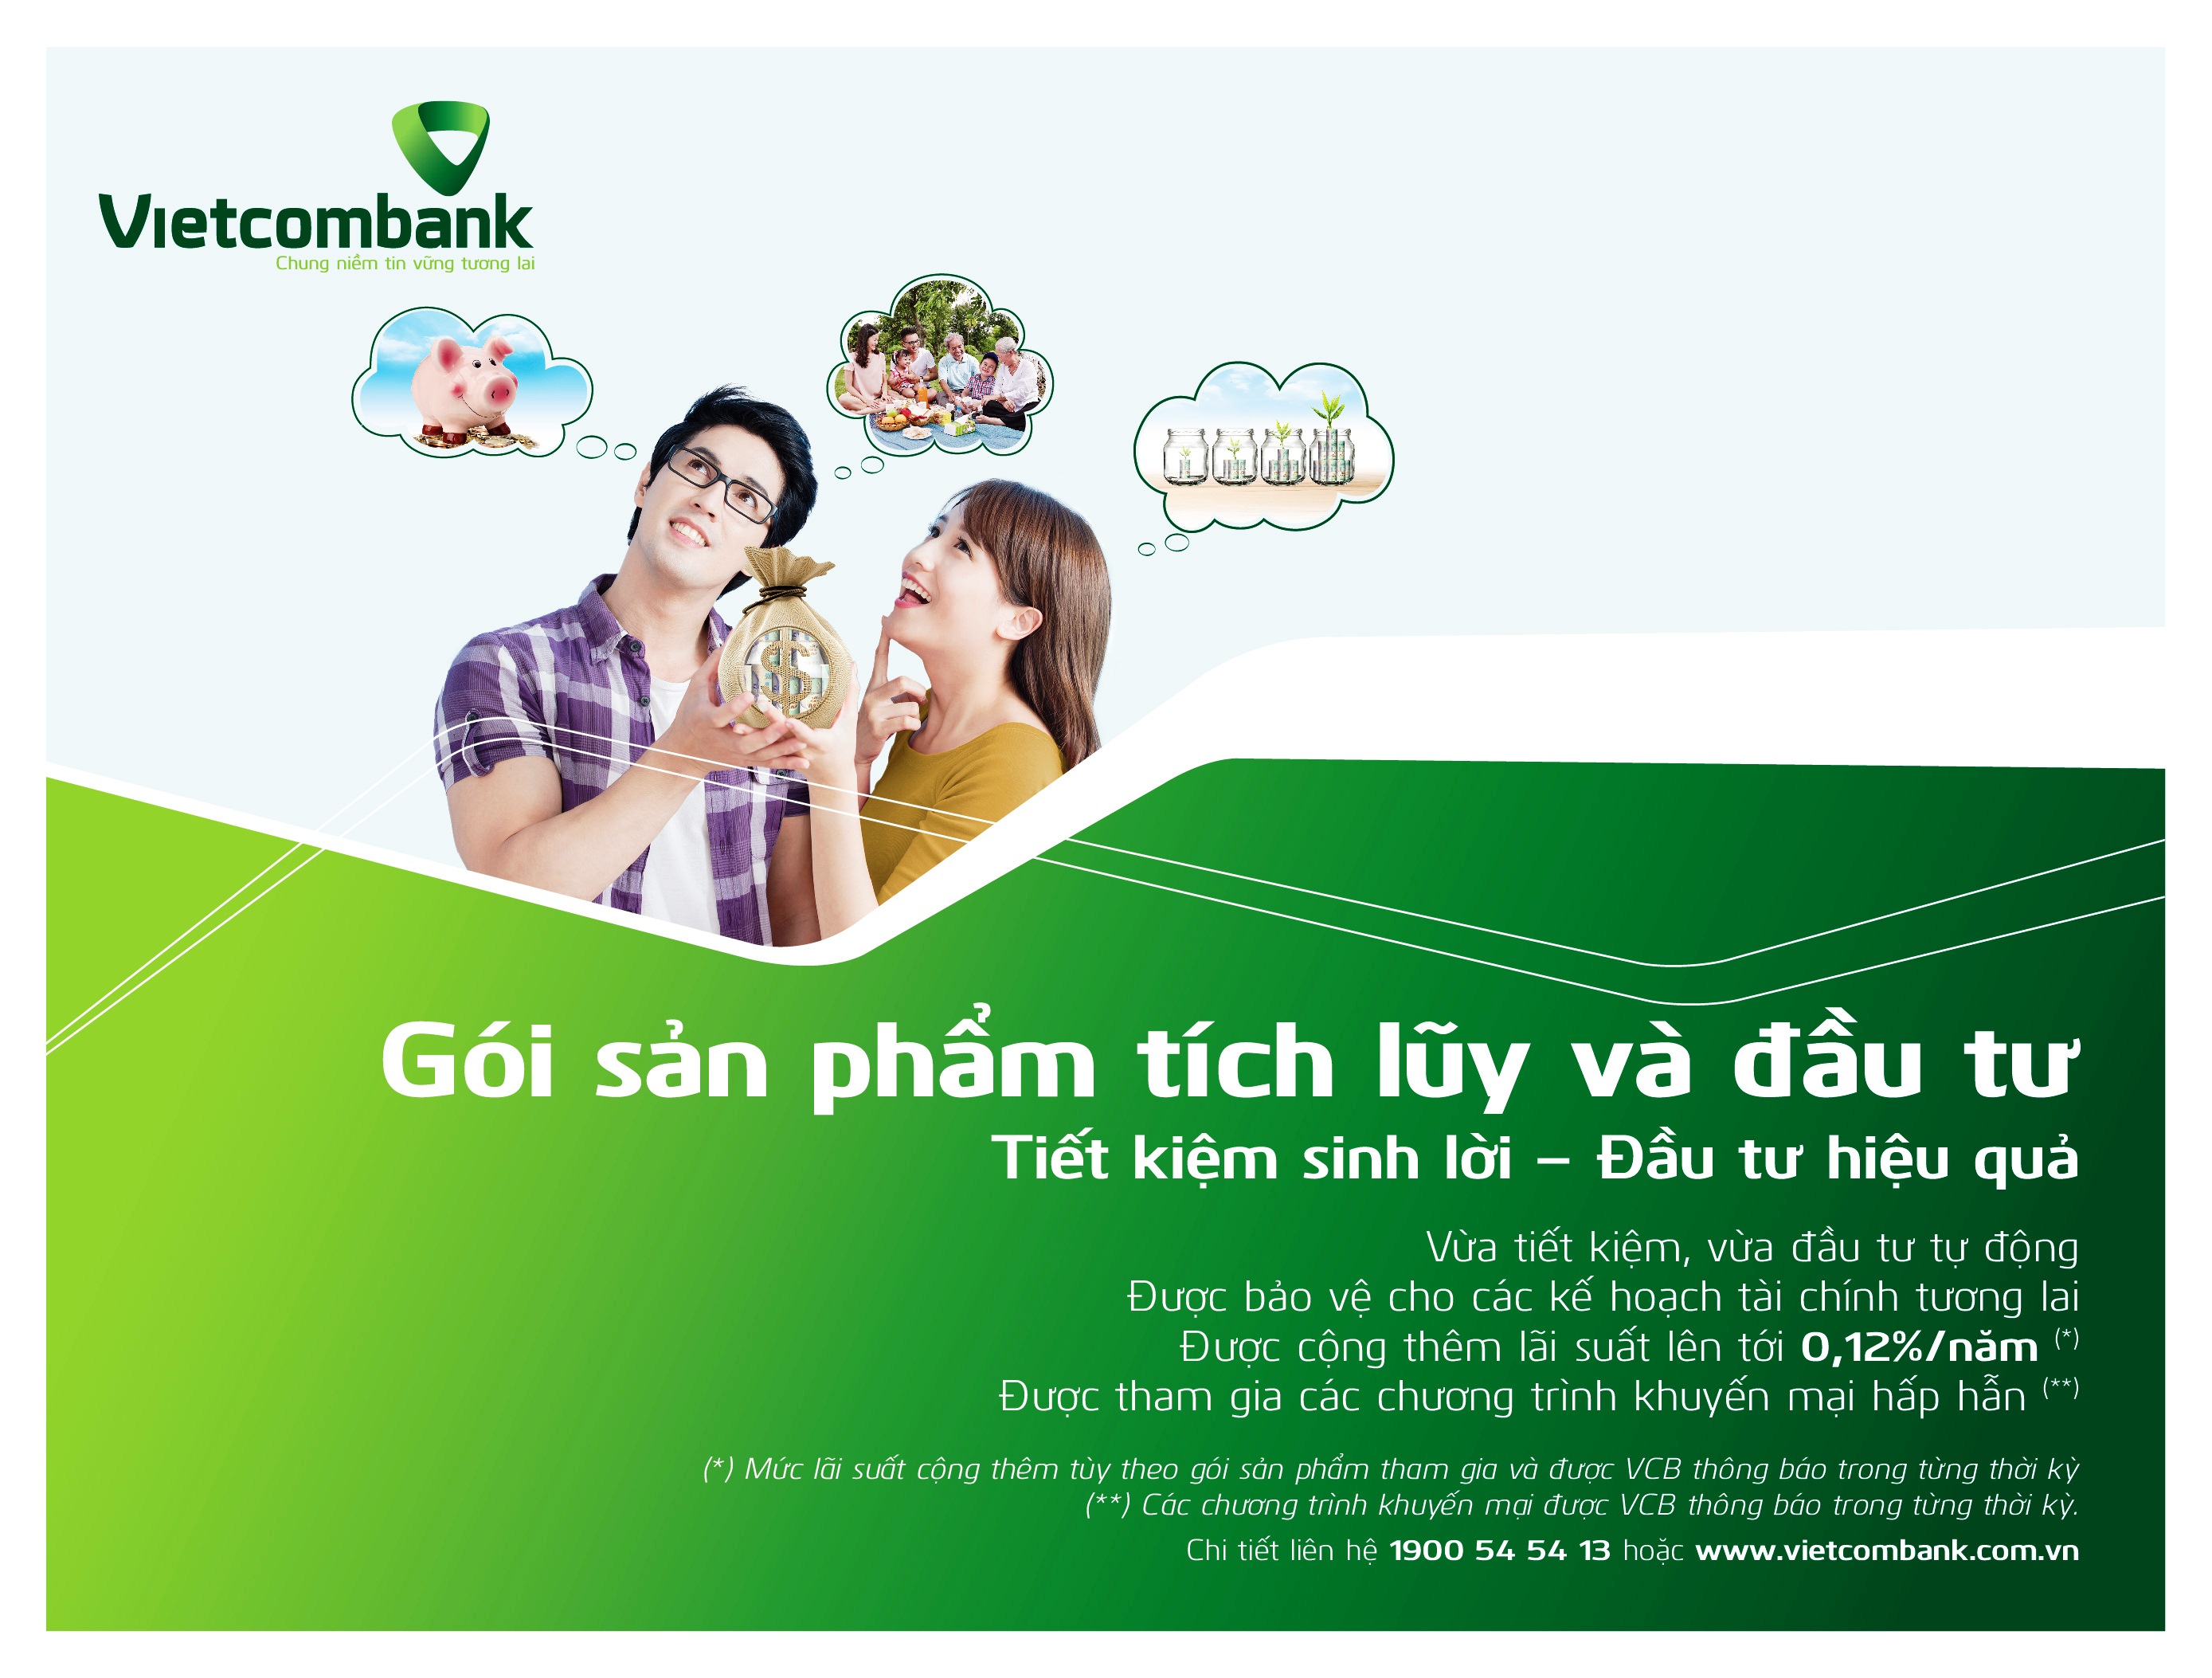 Vietcombank
Chung niềm tin vững tương lai
$
Gói sản phẩm tích lũy và đầu tư
Tiết kiệm sinh lời – Đầu tư hiệu quả
Vừa tiết kiệm, vừa đầu tư tự động
Được bảo vệ cho các kế hoạch tài chính tương lai
Được cộng thêm lãi suất lên tới 0,12%/năm (*)
Được tham gia các chương trình khuyến mại hấp hẫn (**)
(*) Mức lãi suất cộng thêm tùy theo gói sản phẩm tham gia và được VCB thông báo trong từng thời kỳ
(**) Các chương trình khuyến mại được VCB thông báo trong từng thời kỳ.
Chi tiết liên hệ 1900 54 54 13 hoặc www.vietcombank.com.vn